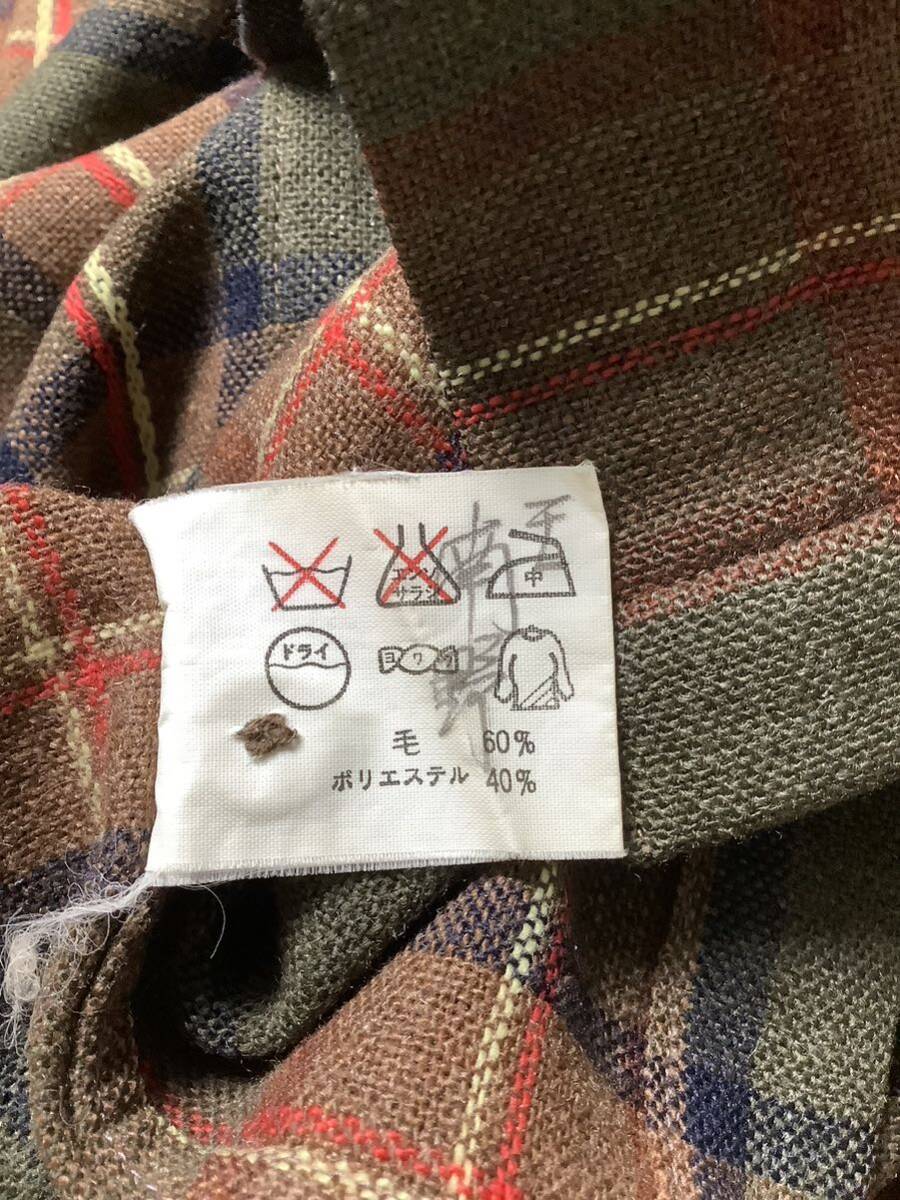 エンソ
サラシ
中
ドライ
ヨワク
毛 60%
ポリエステル 40%